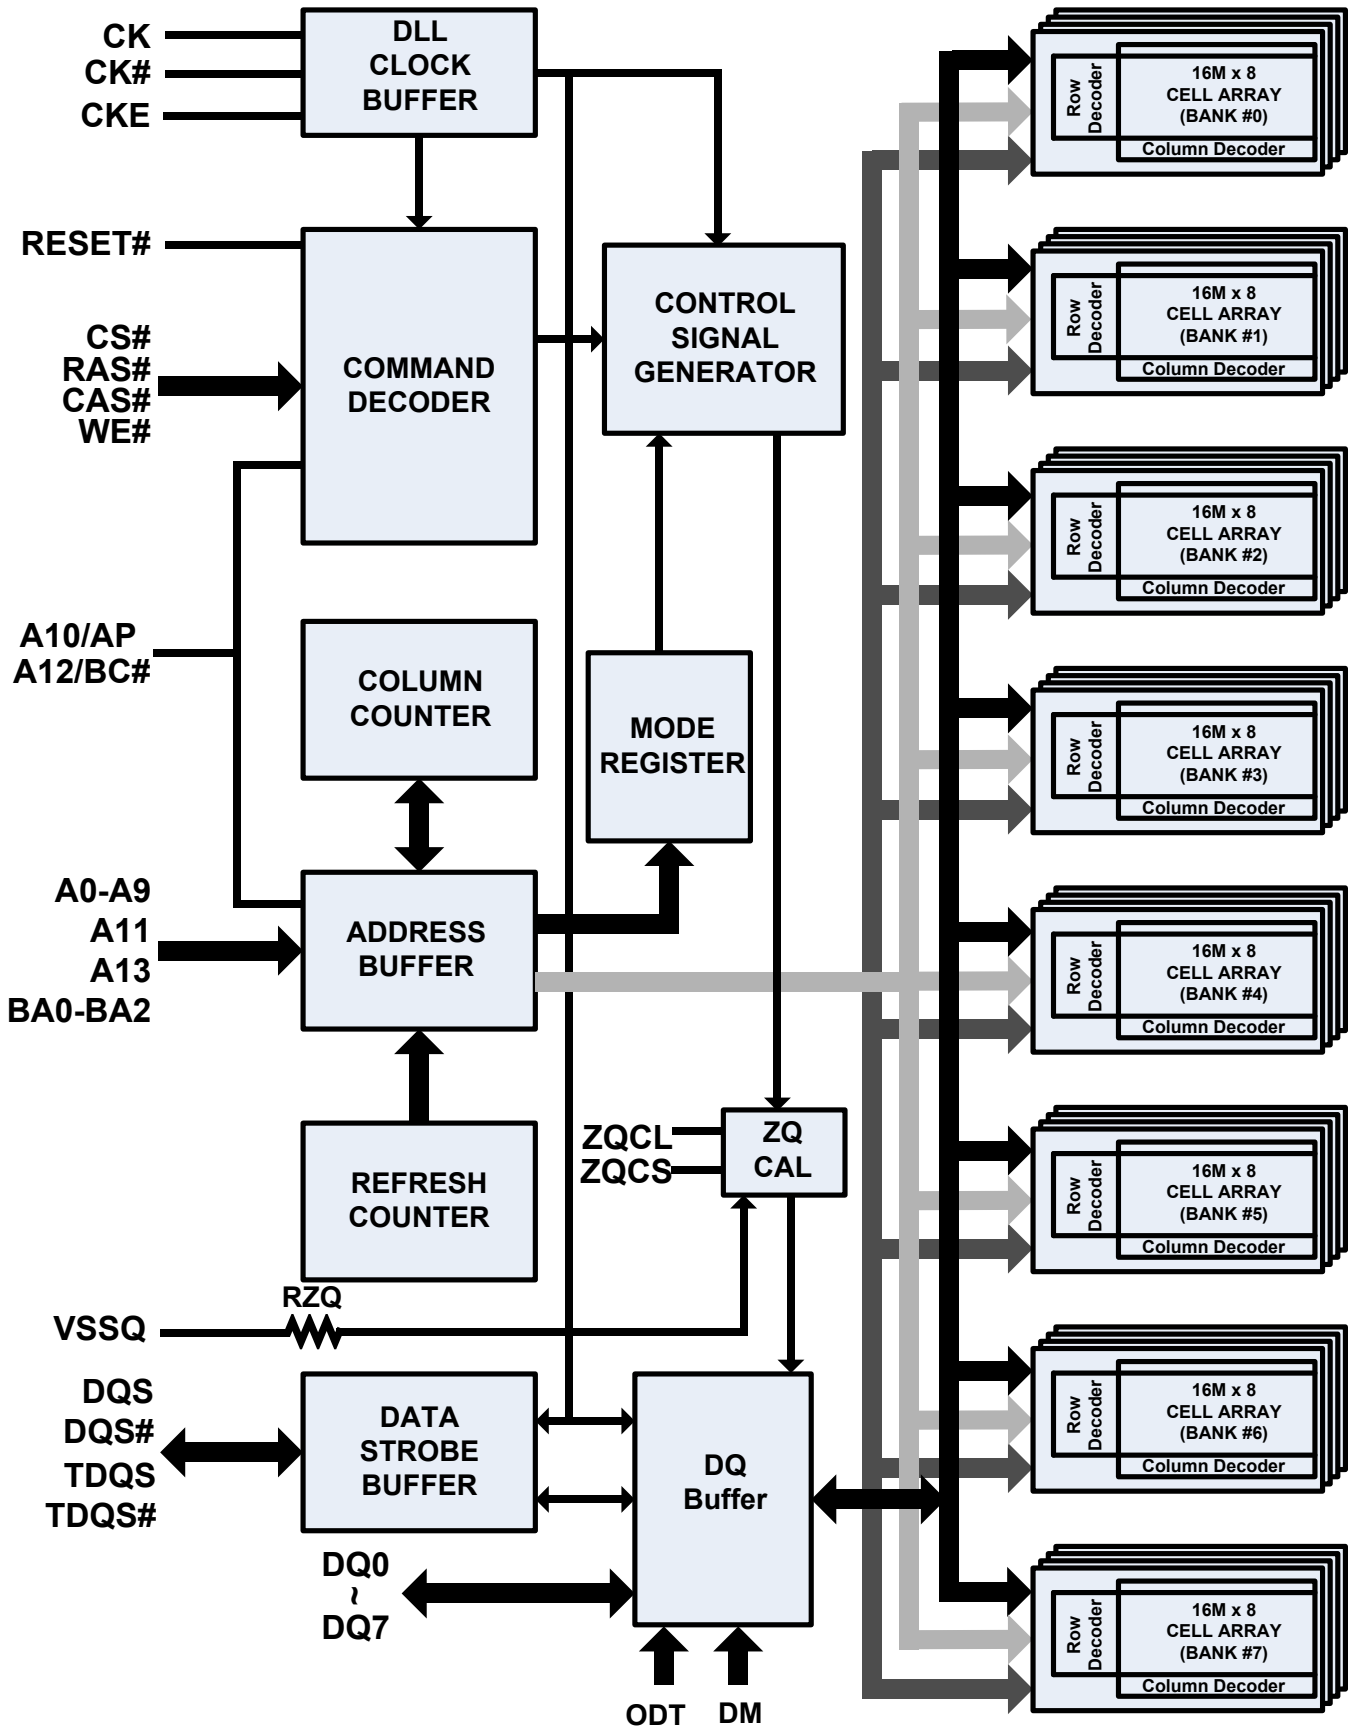 CK
CK#
CKE
DLL
CLOCK
BUFFER
RESET#
CS#
RAS#
CAS#
WE#
COMMAND
DECODER
CONTROL
SIGNAL
GENERATOR
A10/AP
A12/BC#
COLUMN
COUNTER
MODE
REGISTER
A0-A9
A11
A13
BA0-BA2
ADDRESS
BUFFER
REFRESH
COUNTER
ZQCL
ZQCS
ZQ
CAL
VSSQ
RZQ
DQS
DQS#
TDQS
TDQS#
DATA
STROBE
BUFFER
DQ
Buffer
DQ0
~
DQ7
ODT
DM
Row
Decoder
16M x 8
CELL ARRAY
(BANK #0)
Column Decoder
Row
Decoder
16M x 8
CELL ARRAY
(BANK #1)
Column Decoder
Row
Decoder
16M x 8
CELL ARRAY
(BANK #2)
Column Decoder
Row
Decoder
16M x 8
CELL ARRAY
(BANK #3)
Column Decoder
Row
Decoder
16M x 8
CELL ARRAY
(BANK #4)
Column Decoder
Row
Decoder
16M x 8
CELL ARRAY
(BANK #5)
Column Decoder
Row
Decoder
16M x 8
CELL ARRAY
(BANK #6)
Column Decoder
Row
Decoder
16M x 8
CELL ARRAY
(BANK #7)
Column Decoder